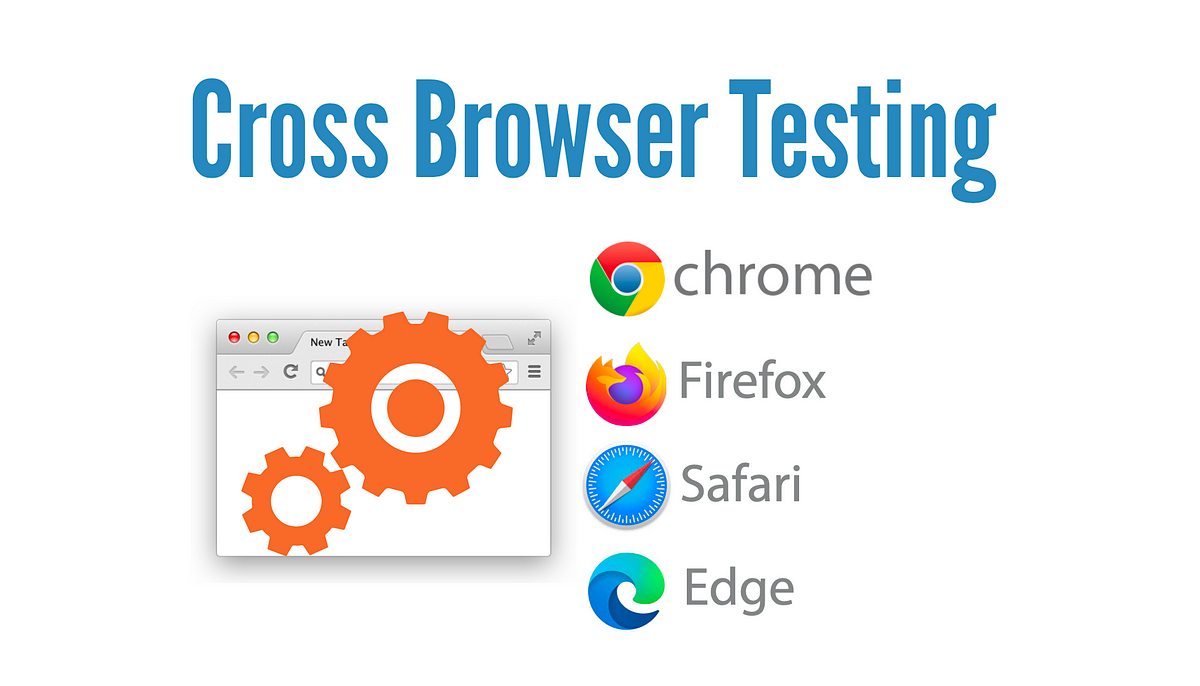 Cross Browser Testing
chrome
New Ta
Firefox
Safari
Edge